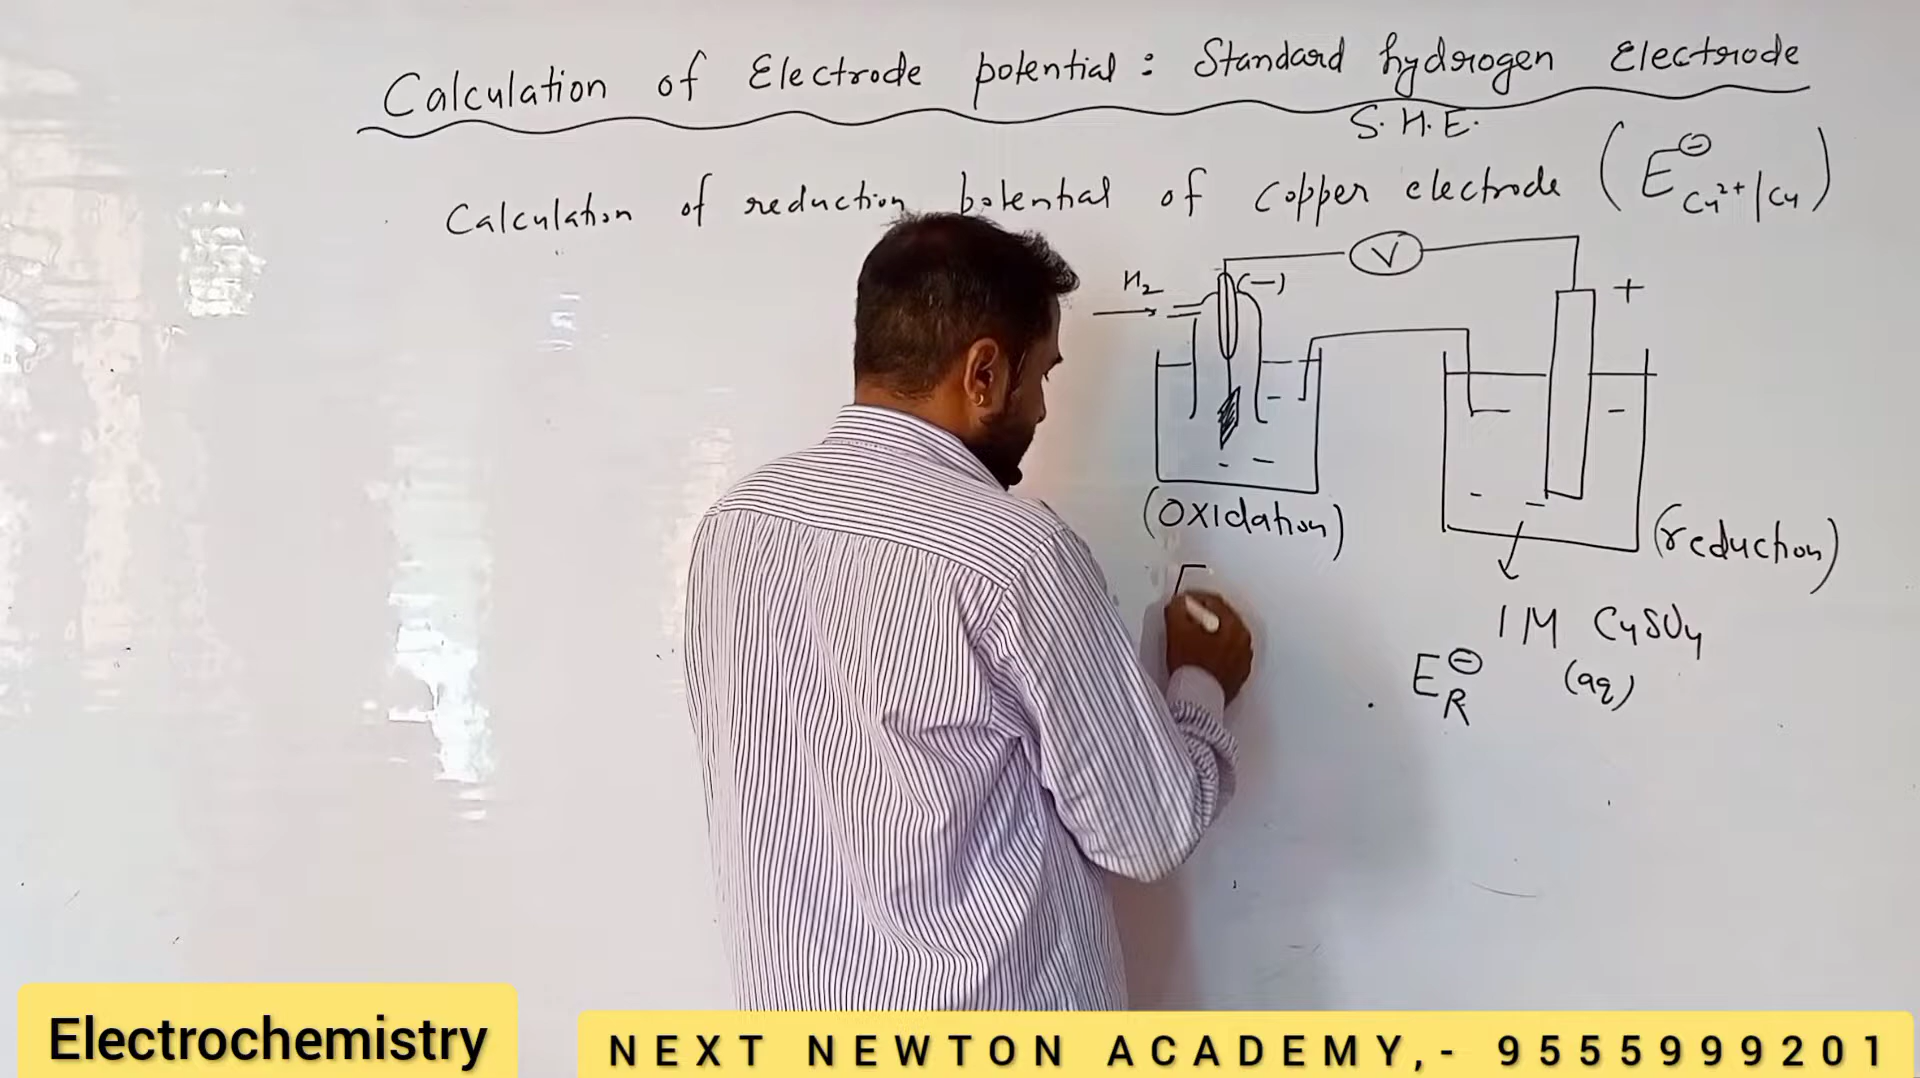 Calculation of Electrode potential : Standard hydrogen Electrode
S.H.E.
Calculation of reduction potential of Copper electrode (E⊖ Cu²⁺|Cu)
V
H₂
(−)
+
(Oxidation)
(reduction)
1 M CuSO₄
(aq)
E⊖R
Electrochemistry
NEXT NEWTON ACADEMY,- 9555999201